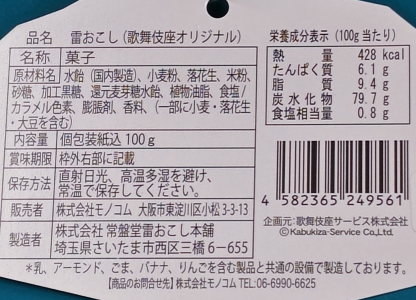 品名 雷おこし(歌舞伎座オリジナル)
名称 菓子
原材料名 水飴(国内製造)、小麦粉、落花生、米粉、
砂糖、加工黒糖、還元麦芽糖水飴、植物油脂、食塩/
カラメル色素、膨脹剤、香料、(一部に小麦・落花生
・大豆を含む)
内容量 個包装紙込100g
賞味期限 枠外右部に記載
保存方法 直射日光、高温多湿を避け、
常温で保存してください。
販売者 株式会社モノコム 大阪市東淀川区小松3-3-13
製造者 株式会社 常盤堂雷おこし本舗
埼玉県さいたま市西区三橋6-655
栄養成分表示(100g当たり)
熱量 428 kcal
たんぱく質 6.1 g
脂質 9.4 g
炭水化物 79.7 g
食塩相当量 0.8 g
4 582365 249561
企画元:歌舞伎座サービス株式会社
©Kabukiza-Service Co,.Ltd.
*乳、アーモンド、ごま、バナナ、りんごを含む製品と共通の設備で製造しております。
【商品のお問合せ先】株式会社モノコム TEL:06-6990-6625